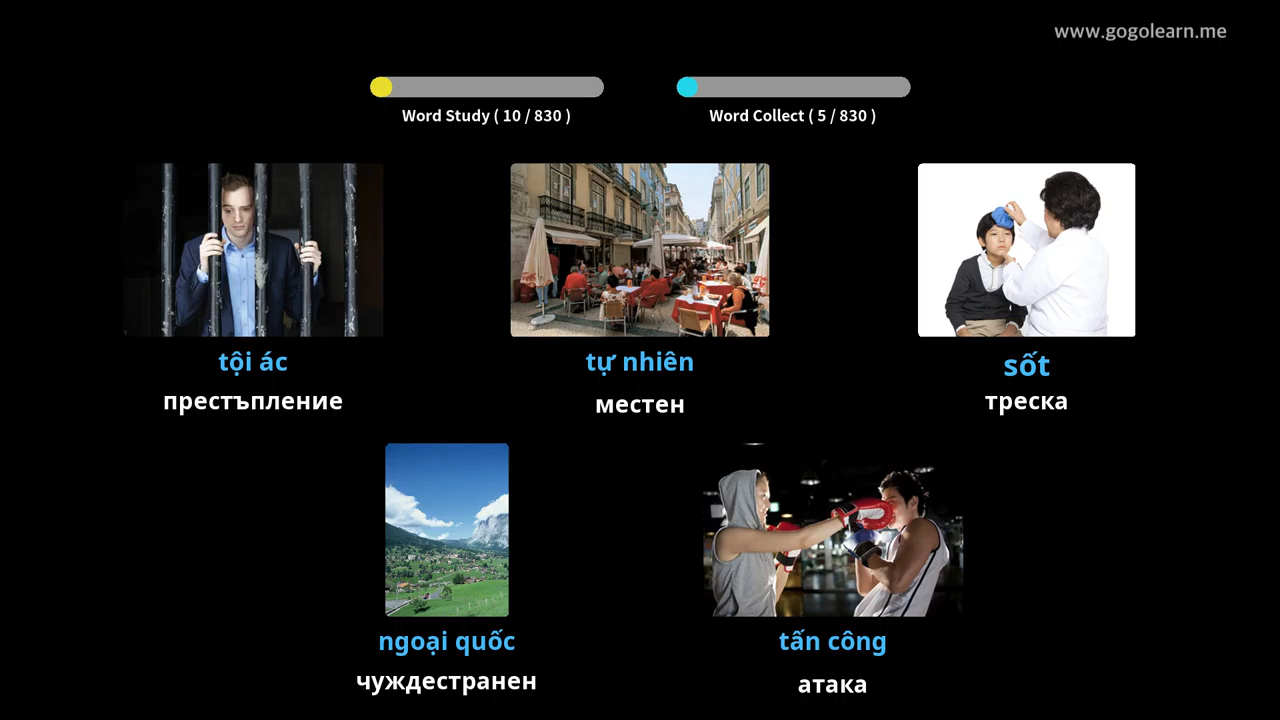 www.gogolearn.me
Word Study ( 10 / 830 )
Word Collect ( 5 / 830 )
tội ác
престъпление
tự nhiên
местен
sốt
треска
ngoại quốc
чуждестранен
tấn công
атака